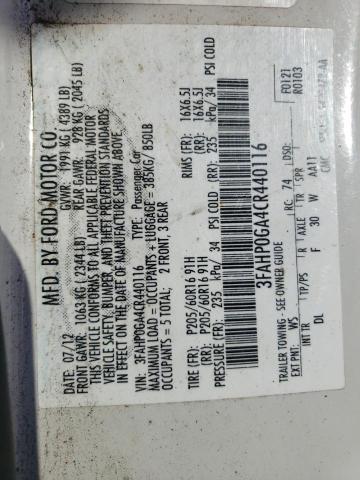 MFD. BY FORD MOTOR CO.
07/12 GVWR: 1991 KG ( 4389 LB)
FRONT GAWR: 1063 KG ( 2344 LB) REAR GAWR: 928 KG ( 2045 LB)
THIS VEHICLE CONFORMS TO ALL APPLICABLE FEDERAL MOTOR
VEHICLE SAFETY, BUMPER, AND THEFT PREVENTION STANDARDS
IN EFFECT ON THE DATE OF MANUFACTURE SHOWN ABOVE.
VIN: 3FAHP0GA4CR440116 TYPE: Passenger Car
MAXIMUM LOAD = OCCUPANTS + LUGGAGE = 385KG/ 850LB
OCCUPANTS = 5 TOTAL: 2 FRONT, 3 REAR
TIRE (FR): P205/60R16 91H RIMS (FR): 16X6.5J
TIRE (RR): P205/60R16 91H (RR): 16X6.5J
PRESSURE (FR): 235 kPa/ 34 PSI COLD (RR): 235 kPa/ 34 PSI COLD
3FAHP0GA4CR440116
TRAILER TOWING - SEE OWNER GUIDE
F0121
R0103
EXT PNT: WS RC: 74 DSO:
INT TR TP/PS R AXLE TR SPR
DL F 30 W AA11